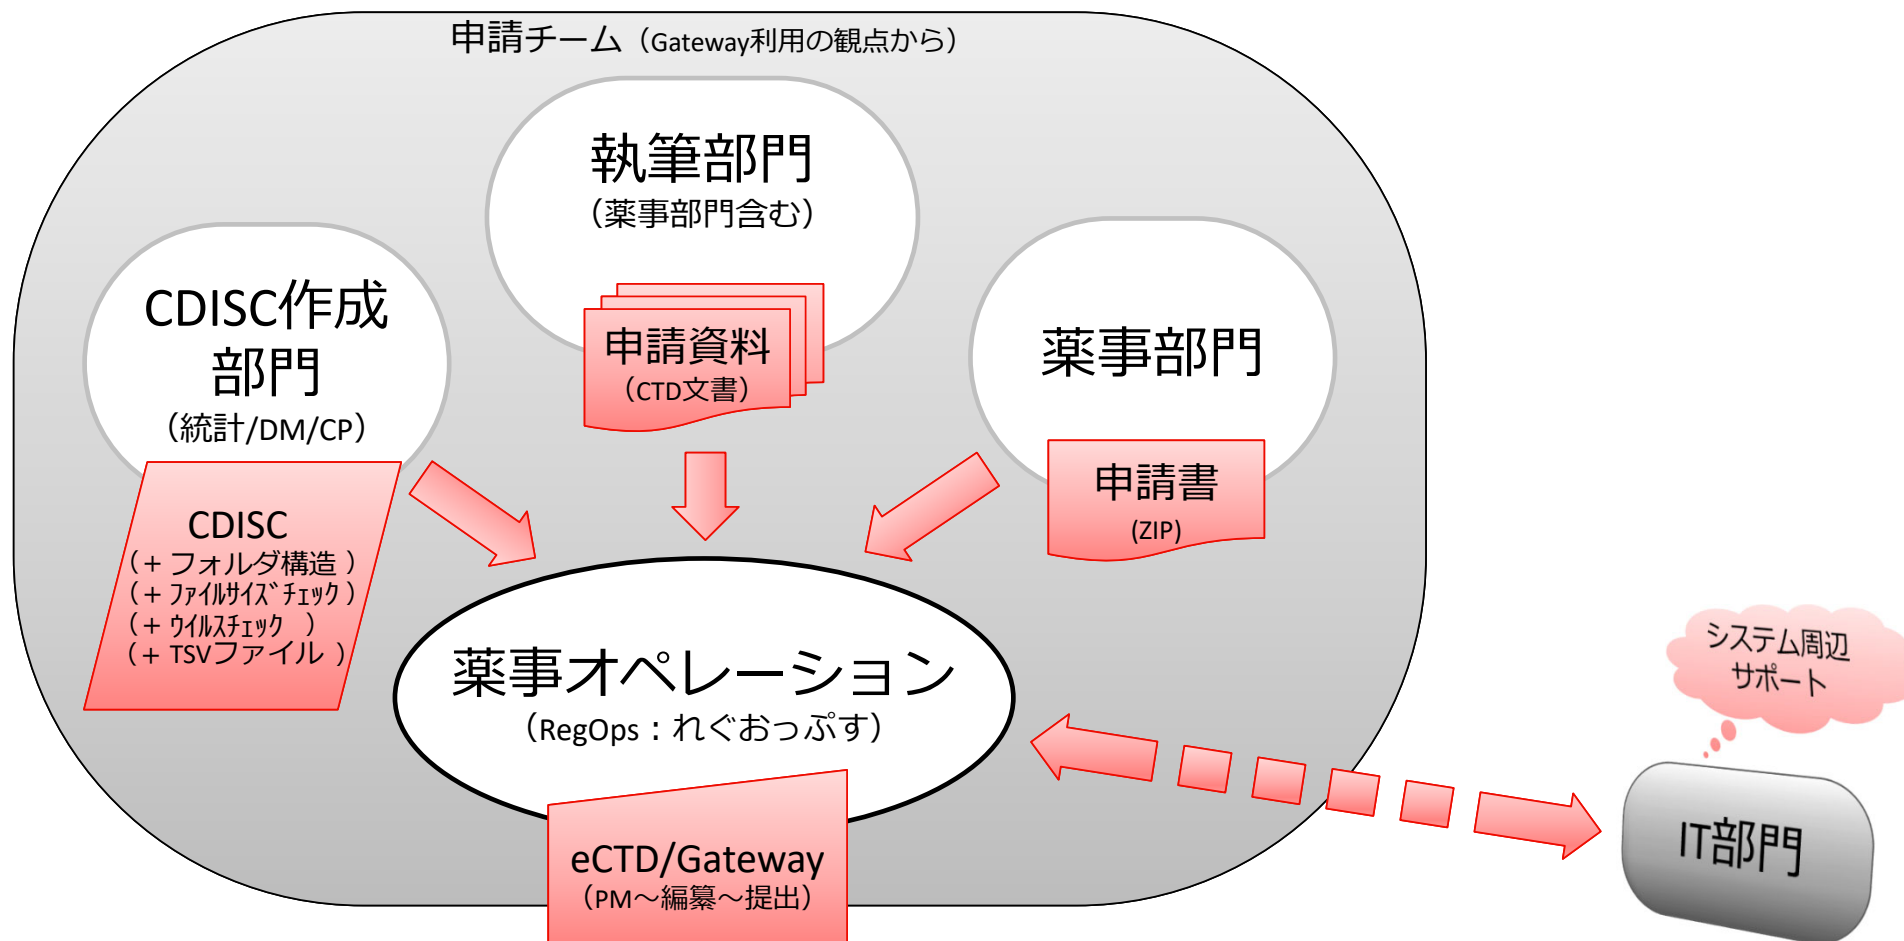 申請チーム（Gateway利用の観点から）
執筆部門
（薬事部門含む）
申請資料
（CTD文書）
CDISC作成
部門
（統計/DM/CP）
CDISC
（+ フォルダ構造 ）
（+ ﾌｧｲﾙｻｲｽﾞﾁｪｯｸ ）
（+ ｳｲﾙｽﾁｪｯｸ ）
（+ TSVファイル ）
薬事部門
申請書
(ZIP)
薬事オペレーション
（RegOps：れぐおっぷす）
eCTD/Gateway
（PM～編纂～提出）
システム周辺
サポート
IT部門